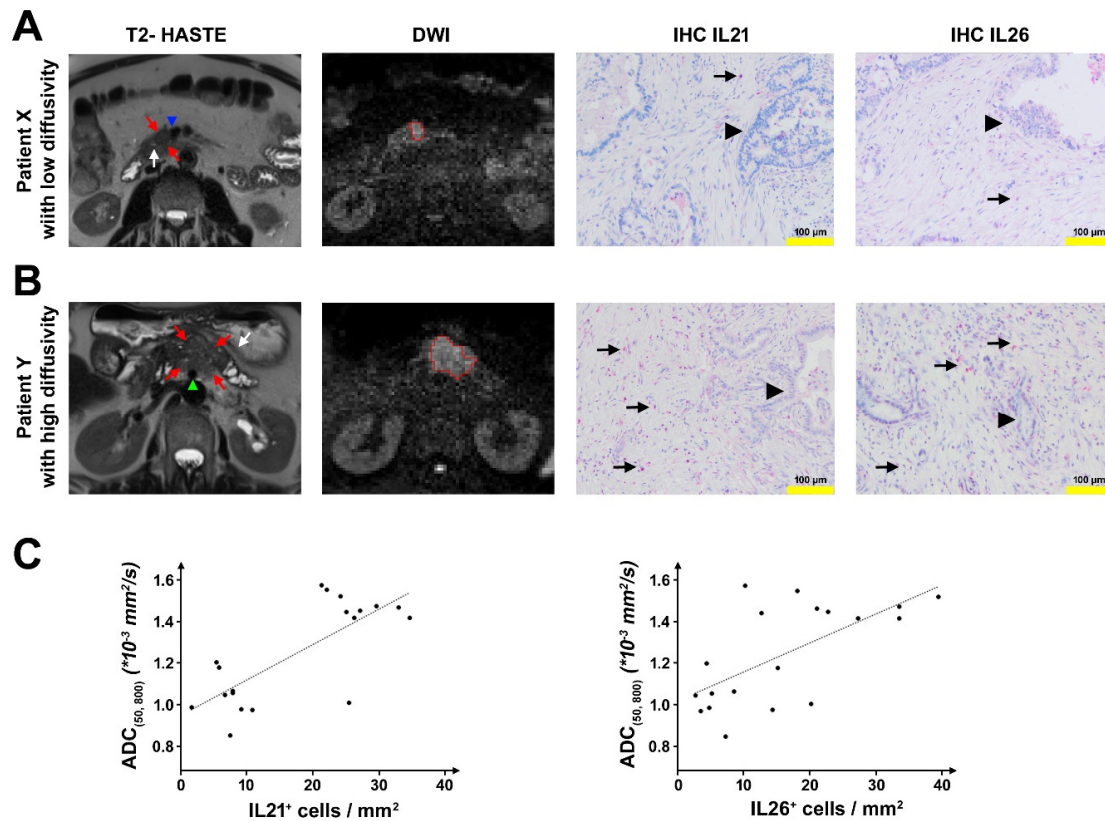 A
T2- HASTE
DWI
IHC IL21
IHC IL26
Patient X
wiith low diffusivity
100 µm
100 µm
B
Patient Y
with high diffusivity
100 µm
100 µm
C
ADC(50, 800) (*10-3 mm2/s)
1.6
1.4
1.2
1.0
0.8
0
10
20
30
40
IL21+ cells / mm2
ADC(50, 800) (*10-3 mm2/s)
1.6
1.4
1.2
1.0
0.8
0
10
20
30
40
IL26+ cells / mm2